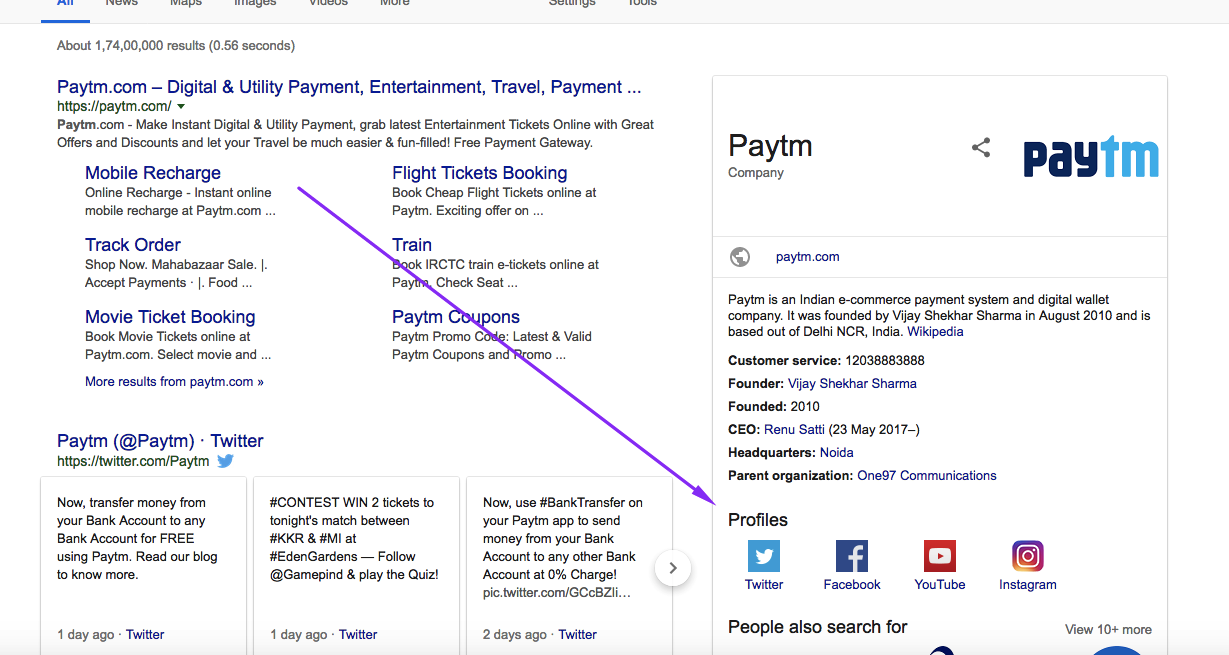 All News Maps Images Videos More Settings Tools
About 1,74,00,000 results (0.56 seconds)
Paytm.com – Digital & Utility Payment, Entertainment, Travel, Payment ...
https://paytm.com/
Paytm.com - Make Instant Digital & Utility Payment, grab latest Entertainment Tickets Online with Great
Offers and Discounts and let your Travel be much easier & fun-filled! Free Payment Gateway.
Mobile Recharge
Online Recharge - Instant online
mobile recharge at Paytm.com ...
Flight Tickets Booking
Book Cheap Flight Tickets online at
Paytm. Exciting offer on ...
Track Order
Shop Now. Mahabazaar Sale. |.
Accept Payments · |. Food ...
Train
Book IRCTC train e-tickets online at
Paytm, Check Seat ...
Movie Ticket Booking
Book Movie Tickets online at
Paytm.com. Select movie and ...
Paytm Coupons
Paytm Promo Code: Latest & Valid
Paytm Coupons and Promo ...
More results from paytm.com »
Paytm (@Paytm) · Twitter
https://twitter.com/Paytm
Now, transfer money from
your Bank Account to any
Bank Account for FREE
using Paytm. Read our blog
to know more.
1 day ago · Twitter
#CONTEST WIN 2 tickets to
tonight's match between
#KKR & #MI at
#EdenGardens — Follow
@Gamepind & play the Quiz!
1 day ago · Twitter
Now, use #BankTransfer on
your Paytm app to send
money from your Bank
Account to any other Bank
Account at 0% Charge!
pic.twitter.com/GCcBZli...
2 days ago · Twitter
Paytm
Company
paytm
paytm.com
Paytm is an Indian e-commerce payment system and digital wallet
company. It was founded by Vijay Shekhar Sharma in August 2010 and is
based out of Delhi NCR, India. Wikipedia
Customer service: 12038883888
Founder: Vijay Shekhar Sharma
Founded: 2010
CEO: Renu Satti (23 May 2017–)
Headquarters: Noida
Parent organization: One97 Communications
Profiles
Twitter Facebook YouTube Instagram
People also search for View 10+ more